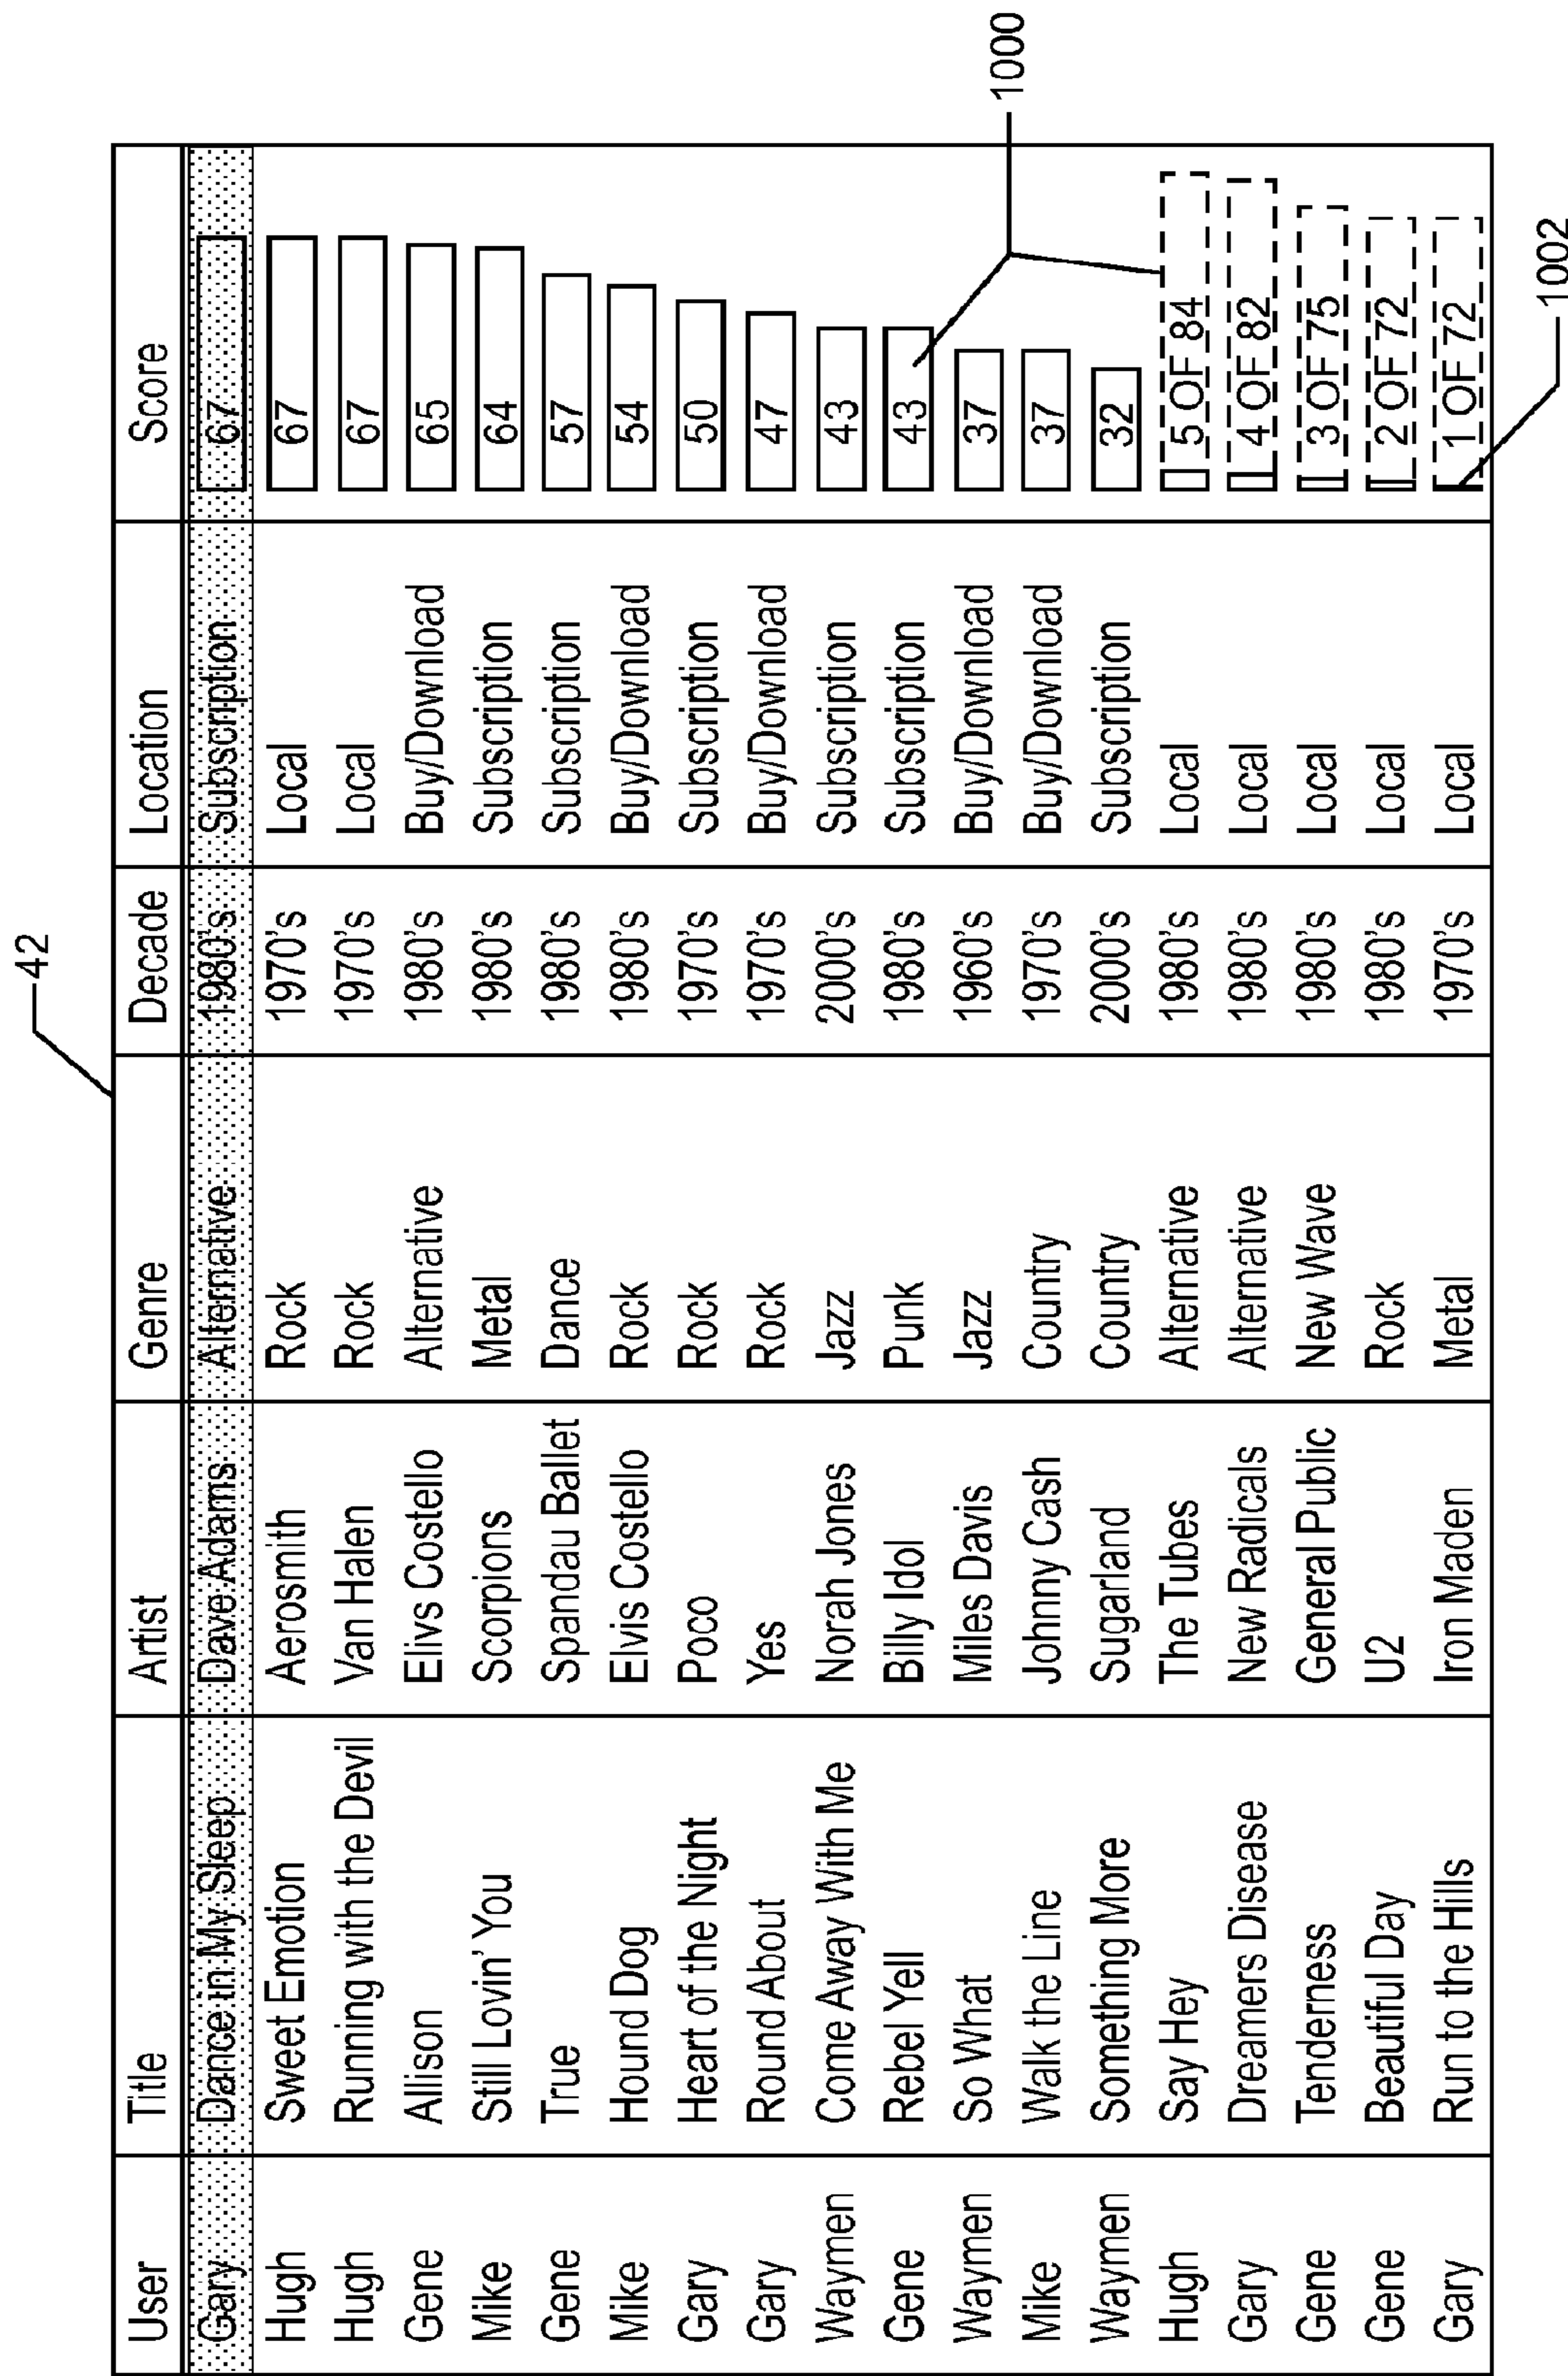 42
User Title Artist Genre Decade Location Score
Gary Dance in My Sleep Dave Adams Alternative 1980's Subscription 67
Hugh Sweet Emotion Aerosmith Rock 1970's Local 67
Hugh Running with the Devil Van Halen Rock 1970's Local 67
Gene Allison Elivs Costello Alternative 1980's Buy/Download 65
Mike Still Lovin' You Scorpions Metal 1980's Subscription 64
Gene True Spandau Ballet Dance 1980's Subscription 57
Mike Hound Dog Elvis Costello Rock 1980's Buy/Download 54
Gary Heart of the Night Poco Rock 1970's Subscription 50
Gary Round About Yes Rock 1970's Buy/Download 47
Waymen Come Away With Me Norah Jones Jazz 2000's Subscription 43
Gene Rebel Yell Billy Idol Punk 1980's Subscription 43
Waymen So What Miles Davis Jazz 1960's Buy/Download 37
Mike Walk the Line Johnny Cash Country 1970's Buy/Download 37
Waymen Something More Sugarland Country 2000's Subscription 32
Hugh Say Hey The Tubes Alternative 1980's Local 5 OF 84
Gary Dreamers Disease New Radicals Alternative 1980's Local 4 OF 82
Gene Tenderness General Public New Wave 1980's Local 3 OF 75
Gene Beautiful Day U2 Rock 1980's Local 2 OF 72
Gary Run to the Hills Iron Maden Metal 1970's Local 1 OF 72
1000
1002